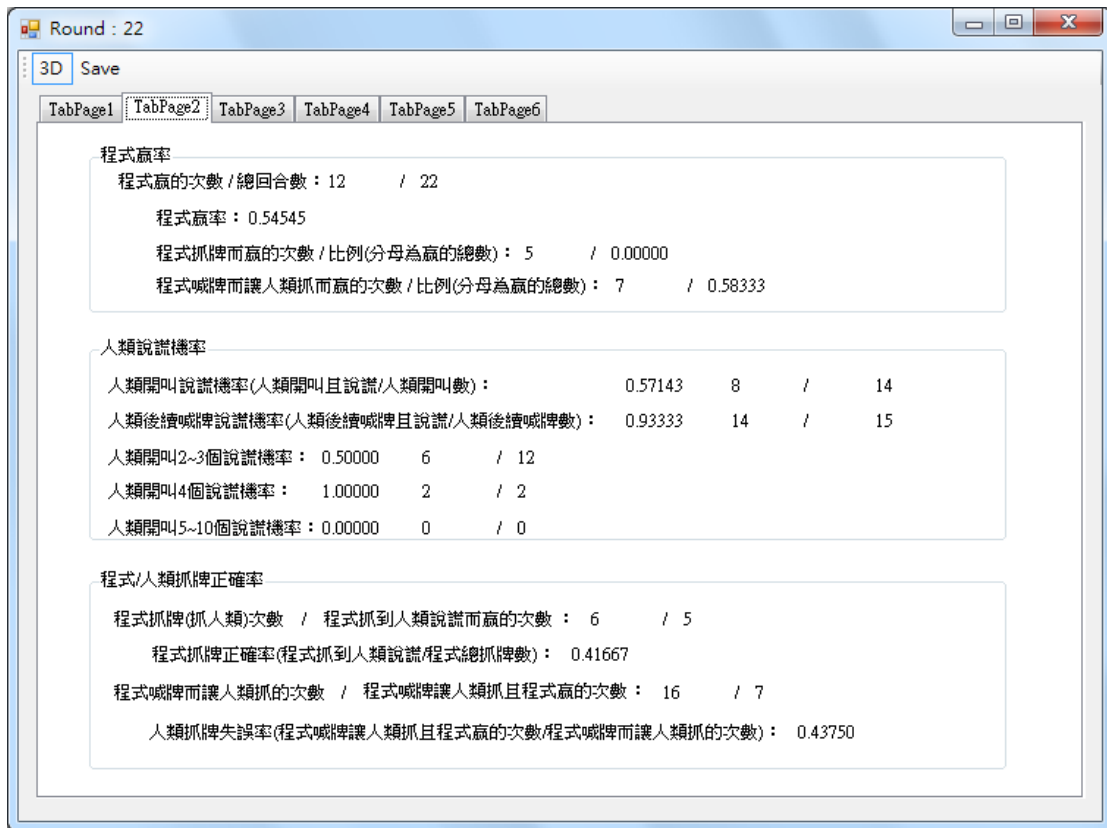 Round : 22
3D Save
TabPage1 TabPage2 TabPage3 TabPage4 TabPage5 TabPage6
程式贏率
程式贏的次數 / 總回合數： 12 / 22
程式贏率： 0.54545
程式抓牌而贏的次數 / 比例(分母為贏的總數)： 5 / 0.00000
程式喊牌而讓人類抓而贏的次數 / 比例(分母為贏的總數)： 7 / 0.58333
人類說謊機率
人類開叫說謊機率(人類開叫且說謊/人類開叫數)： 0.57143 8 / 14
人類後續喊牌說謊機率(人類後續喊牌且說謊/人類後續喊牌數)： 0.93333 14 / 15
人類開叫2~3個說謊機率： 0.50000 6 / 12
人類開叫4個說謊機率： 1.00000 2 / 2
人類開叫5~10個說謊機率： 0.00000 0 / 0
程式/人類抓牌正確率
程式抓牌(抓人類)次數 / 程式抓到人類說謊而贏的次數 ： 6 / 5
程式抓牌正確率(程式抓到人類說謊/程式總抓牌數)： 0.41667
程式喊牌而讓人類抓的次數 / 程式喊牌讓人類抓且程式贏的次數： 16 / 7
人類抓牌失誤率(程式喊牌讓人類抓且程式贏的次數/程式喊牌而讓人類抓的次數)： 0.43750